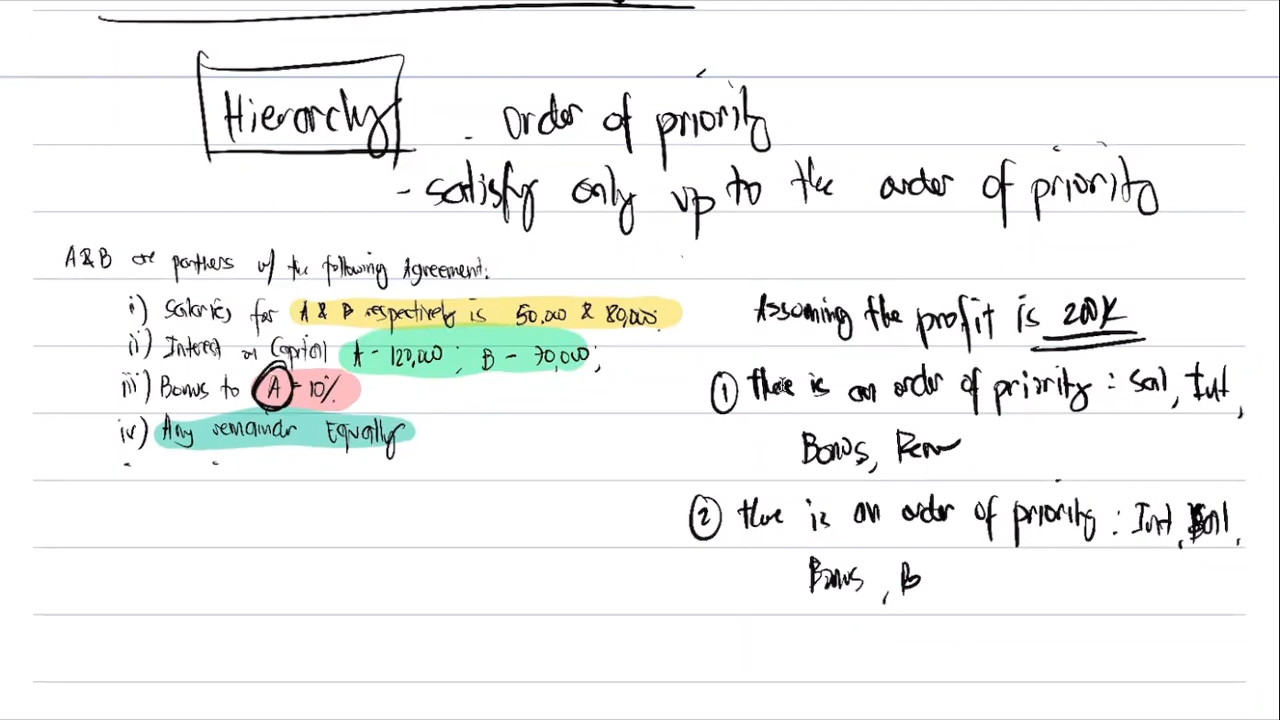 Hierarchy
- Order of priority
- satisfy only up to the order of priority
A&B are partners w/ the following Agreement:
i) Salaries for A & B respectively is 50,000 & 80,000.
ii) Interest on Capital A - 120,000; B - 70,000;
iii) Bonus to A - 10%
iv) Any remainder Equally
Assuming the profit is 200K
① there is an order of priority: Sal, Int,
Bonus, Rem
② there is an order of priority: Int, Sal,
Bonus, B